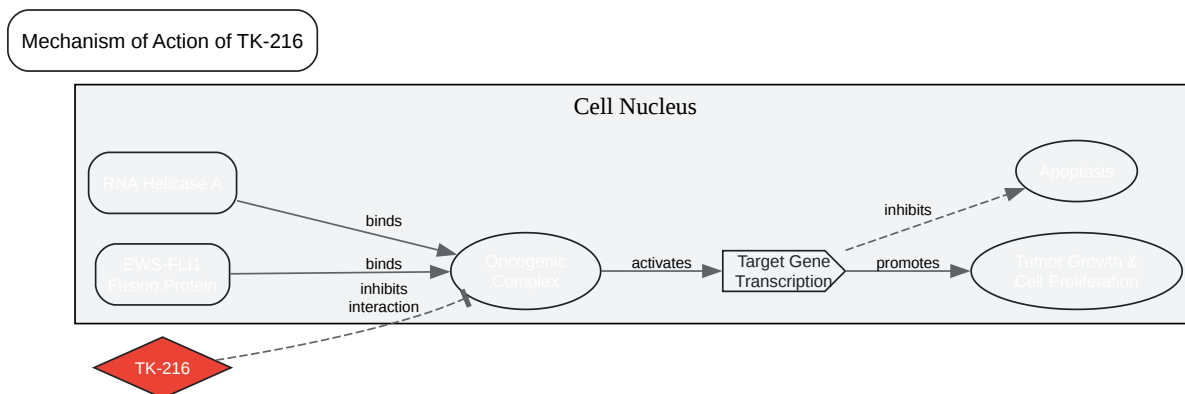 Mechanism of Action of TK-216
Cell Nucleus
RNA Helicase A
Apoptosis
binds
inhibits
EWS-FLI1
Fusion Protein
binds
Oncogenic
Complex
activates
Target Gene
Transcription
promotes
Tumor Growth &
Cell Proliferation
inhibits
interaction
TK-216